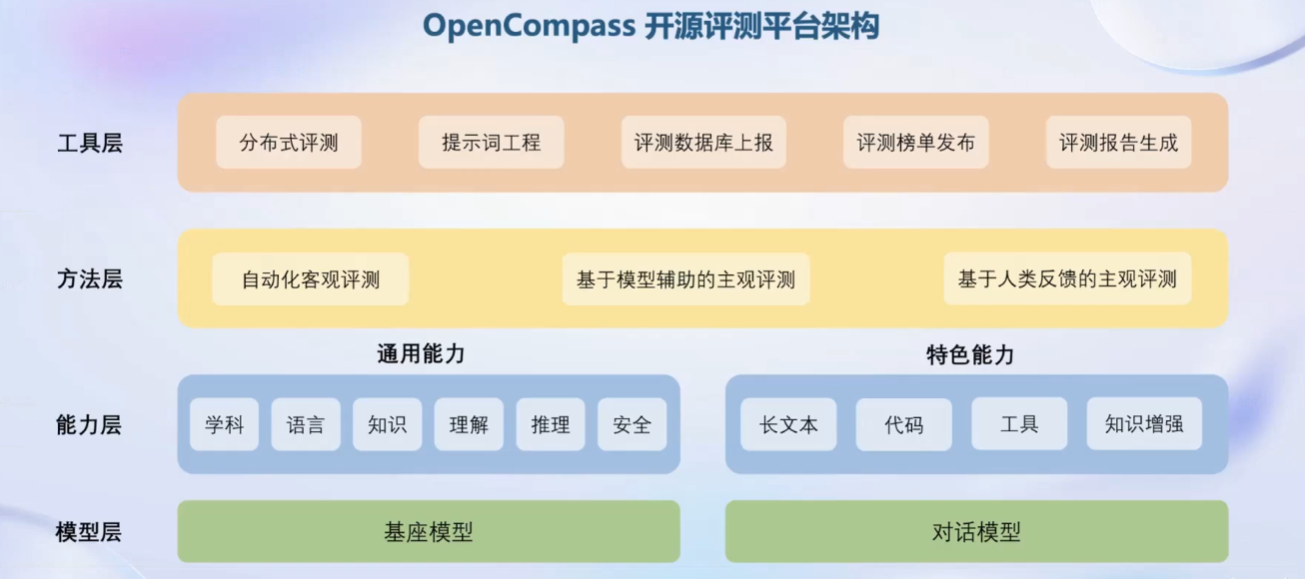 OpenCompass 开源评测平台架构
工具层
分布式评测
提示词工程
评测数据库上报
评测榜单发布
评测报告生成
方法层
自动化客观评测
基于模型辅助的主观评测
基于人类反馈的主观评测
通用能力
特色能力
能力层
学科
语言
知识
理解
推理
安全
长文本
代码
工具
知识增强
模型层
基座模型
对话模型